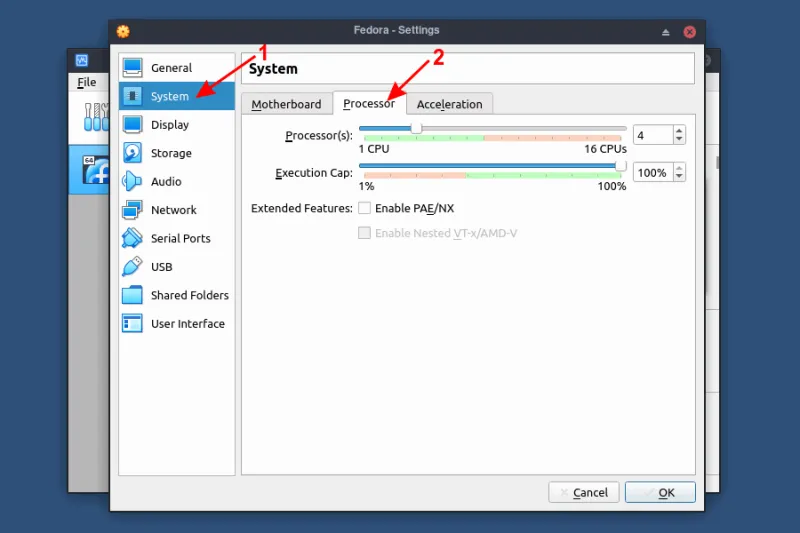 Fedora - Settings
File
64
1
2
General
System
Display
Storage
Audio
Network
Serial Ports
USB
Shared Folders
User Interface
System
Motherboard Processor Acceleration
Processor(s): 4
1 CPU 16 CPUs
Execution Cap: 100%
1% 100%
Extended Features: Enable PAE/NX
Enable Nested VT-x/AMD-V
Cancel OK